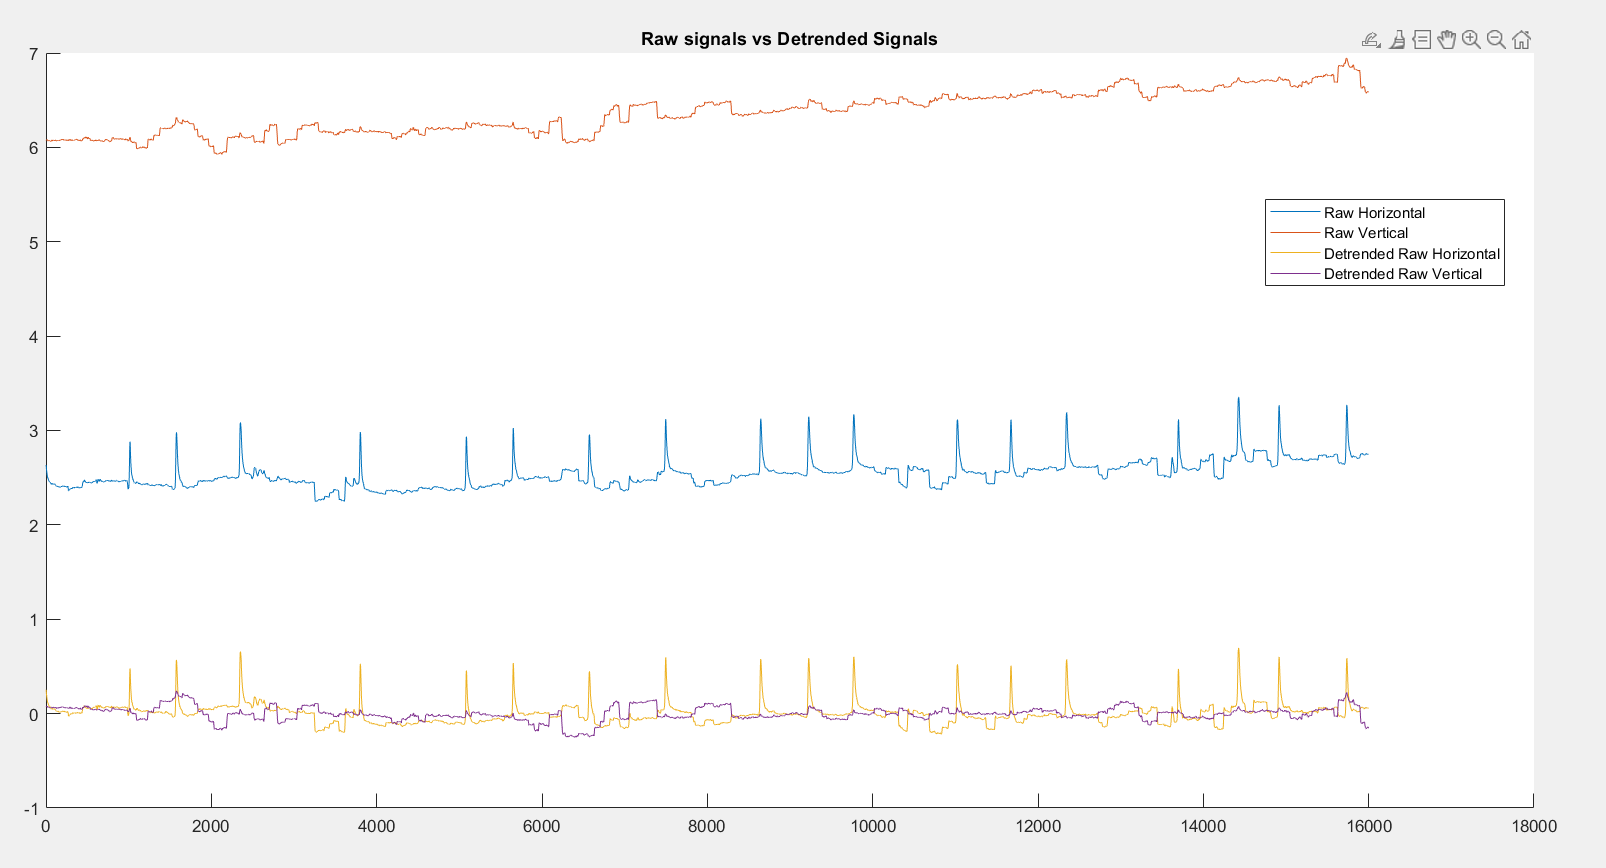 Raw signals vs Detrended Signals
7
6
5
4
3
2
1
0
-1
Raw Horizontal
Raw Vertical
Detrended Raw Horizontal
Detrended Raw Vertical
0 2000 4000 6000 8000 10000 12000 14000 16000 18000